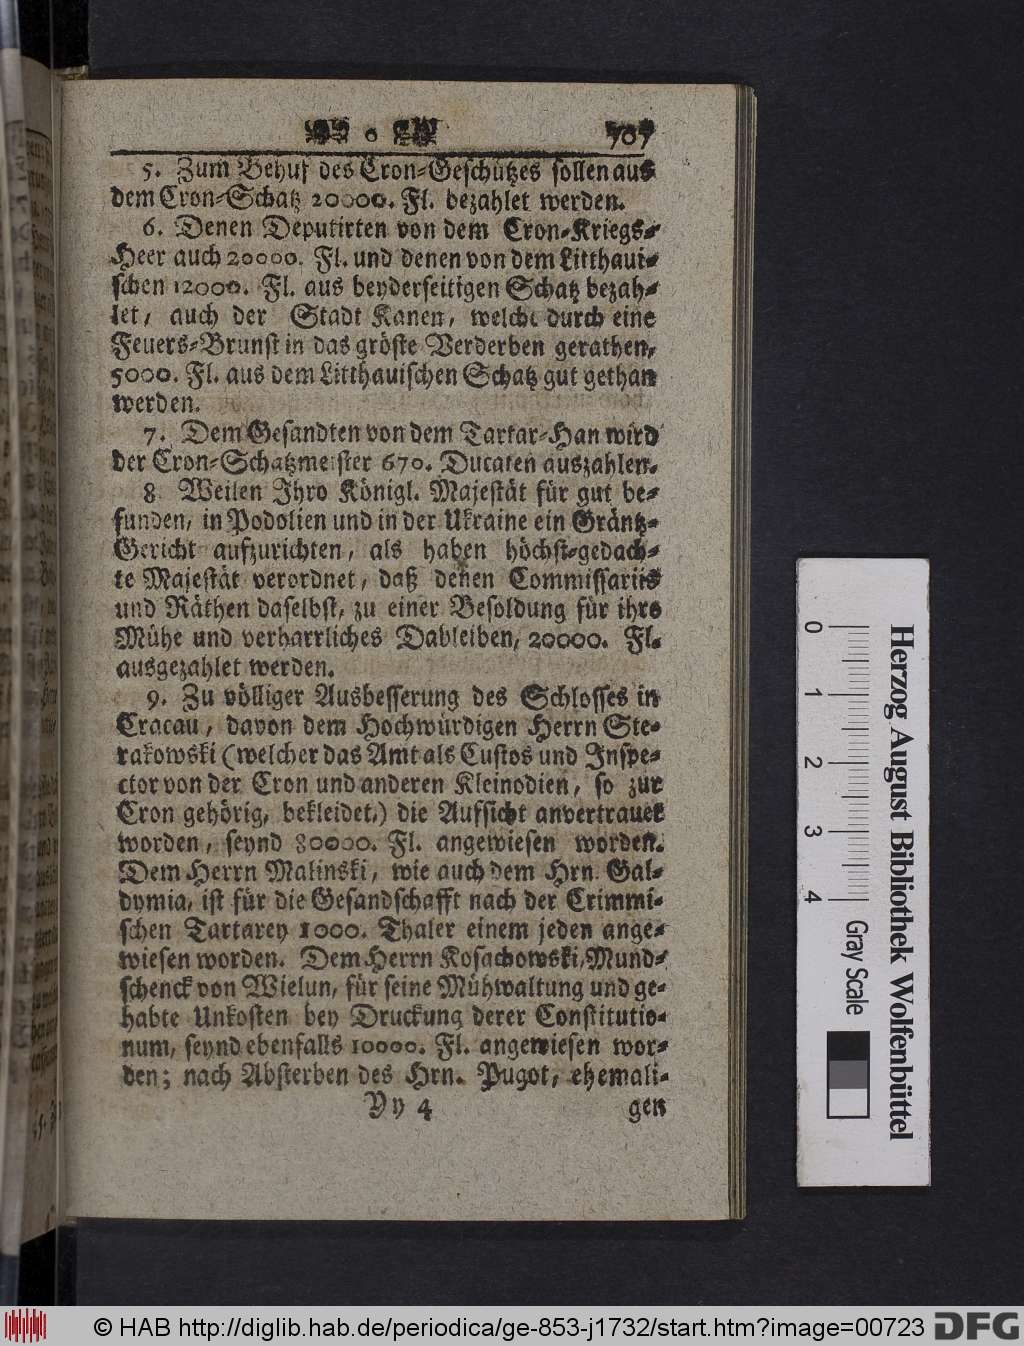 707
5. Zum Behuf des Cron-Geschützes sollen aus
dem Cron-Schatz 20000. Fl. bezahlet werden.
6. Denen Deputirten von dem Cron-Kriegs-
Heer auch 20000. Fl. und denen von dem Litthaui-
schen 12000. Fl. aus beyderseitigen Schatz bezah-
let, auch der Stadt Kanen, welche durch eine
Feuers-Brunst in das gröste Verderben gerathen,
5000. Fl. aus dem Litthauischen Schatz gut gethan
werden.
7. Dem Gesandten von dem Tartar-Han wird
der Cron-Schatzmeister 670. Ducaten auszahlen.
8 Weilen Ihro Königl. Majestät für gut be-
funden, in Podolien und in der Ukraine ein Gräntz-
Gericht aufzurichten, als haben höchst-gedach-
te Majestät verordnet, daß denen Commissariis
und Räthen daselbst, zu einer Besoldung für ihre
Mühe und verharrliches Dableiben, 20000. Fl.
ausgezahlet werden.
9. Zu völliger Ausbesserung des Schlosses in
Cracau, davon dem Hochwürdigen Herrn Ste-
rakowski (welcher das Amt als Custos und Inspe-
ctor von der Cron und anderen Kleinodien, so zur
Cron gehörig, bekleidet,) die Aufsicht anvertrauet
worden, seynd 80000. Fl. angewiesen worden.
Dem Herrn Malinski, wie auch dem Hrn. Gal-
dymia, ist für die Gesandschafft nach der Crimmi-
schen Tartarey 1000. Thaler einem jeden ange-
wiesen worden. Dem Herrn Kosachowski, Mund-
schenck von Wielun, für seine Mühwaltung und ge-
habte Unkosten bey Druckung derer Constitutio-
num, seynd ebenfalls 10000. Fl. angewiesen wor-
den; nach Absterben des Hrn. Pugot, ehemali-
Yy 4 gen
0 1 2 3 4
Herzog August Bibliothek Wolfenbüttel
Gray Scale
© HAB http://diglib.hab.de/periodica/ge-853-j1732/start.htm?image=00723
DFG